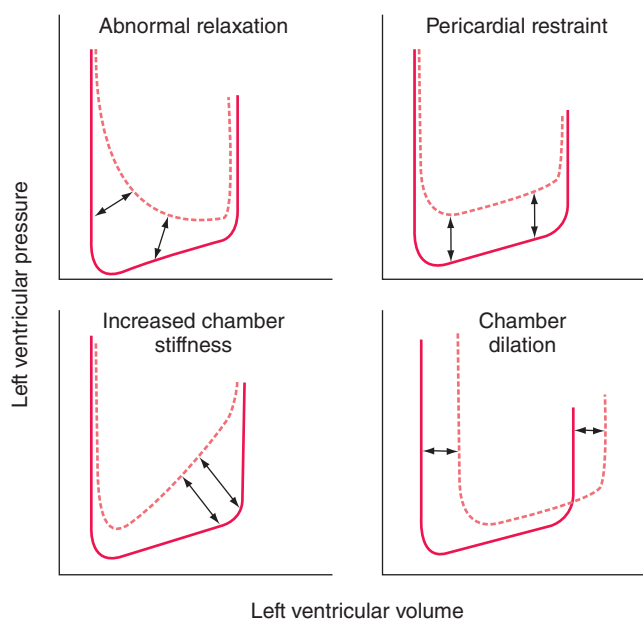 Abnormal relaxation
Pericardial restraint
Increased chamber
stiffness
Chamber
dilation
Left ventricular pressure
Left ventricular volume